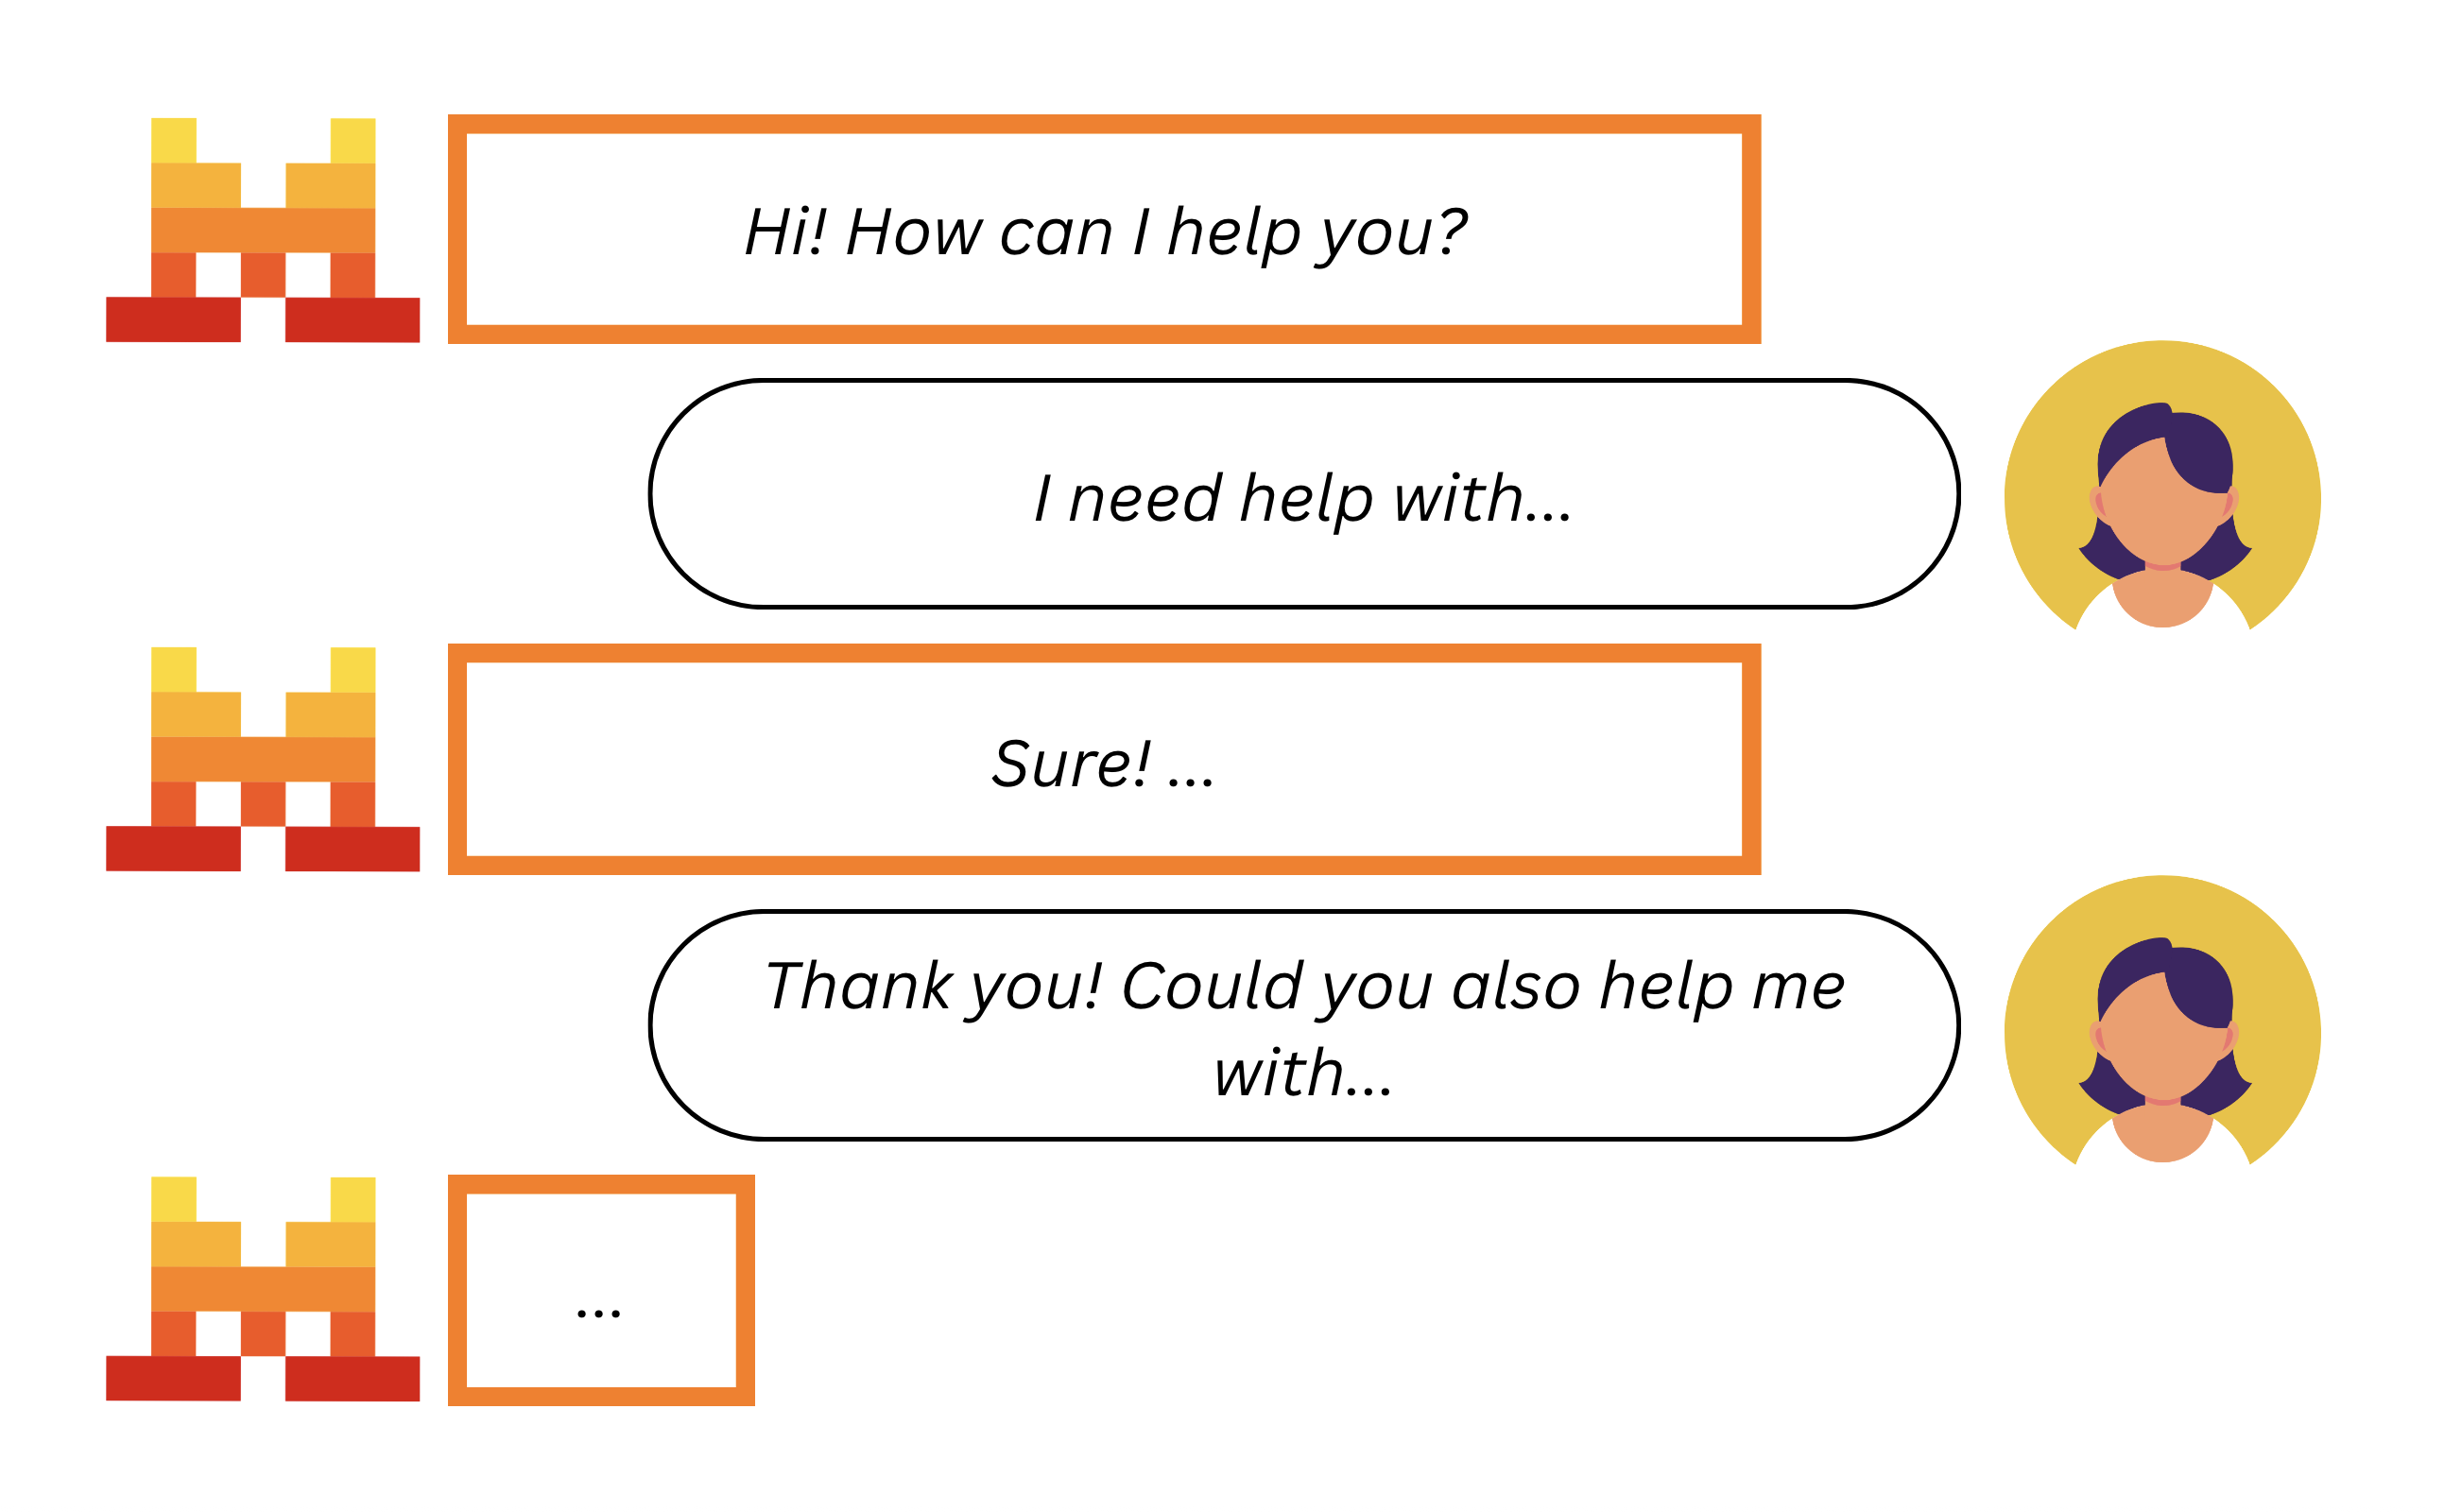 Hi! How can I help you?
I need help with...
Sure! ...
Thank you! Could you also help me
with...
...